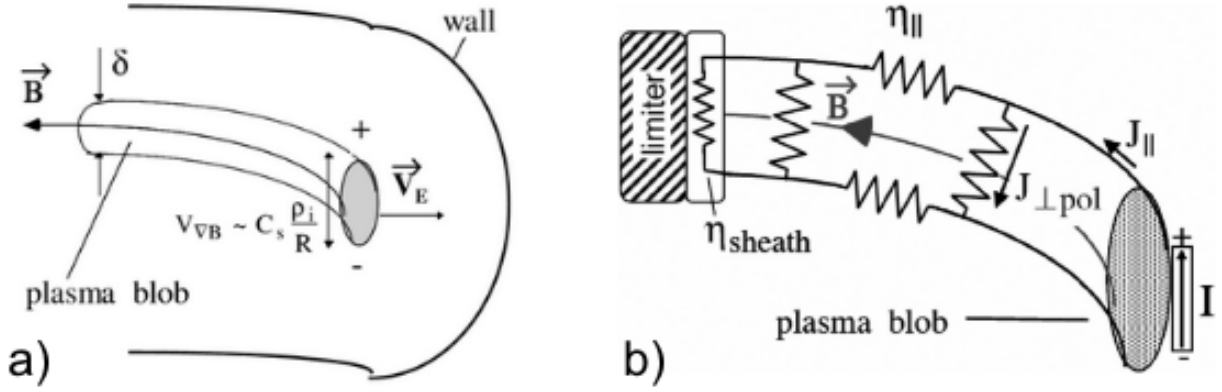 wall
δ
B
+
V_E
V_∇B ~ C_s ρ_i/R
-
plasma blob
a)
η_||
limiter
B
J_||
J_⊥pol
η_sheath
+
I
plasma blob
-
b)